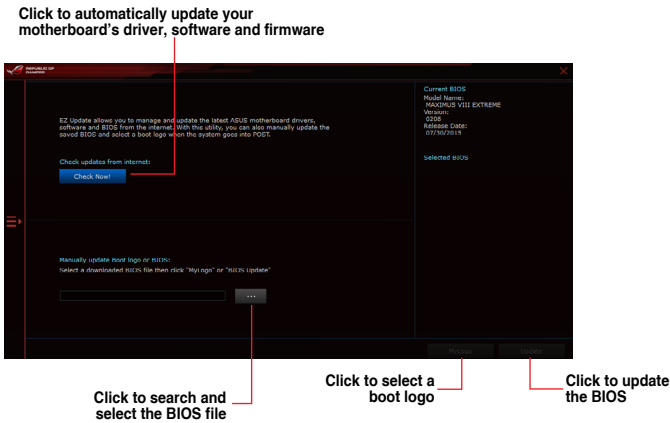 Click to automatically update your
motherboard's driver, software and firmware
REPUBLIC OF
GAMERS
EZ Update allows you to manage and update the latest ASUS motherboard drivers,
software and BIOS from the internet. With this utility, you can also manually update the
saved BIOS and select a boot logo when the system goes into POST.
Check updates from internet:
Check Now!
Manually update Boot logo or BIOS:
Select a downloaded BIOS file then click "MyLogo" or "BIOS Update"
...
Current BIOS
Model Name:
MAXIMUS VIII EXTREME
Version:
0208
Release Date:
07/30/2015
Selected BIOS
MyLogo
Update
Click to search and
select the BIOS file
Click to select a
boot logo
Click to update
the BIOS